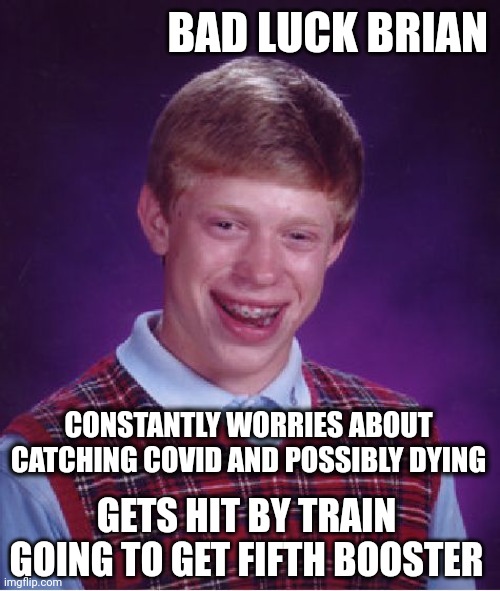 BAD LUCK BRIAN
CONSTANTLY WORRIES ABOUT
CATCHING COVID AND POSSIBLY DYING
GETS HIT BY TRAIN
GOING TO GET FIFTH BOOSTER
imgflip.com